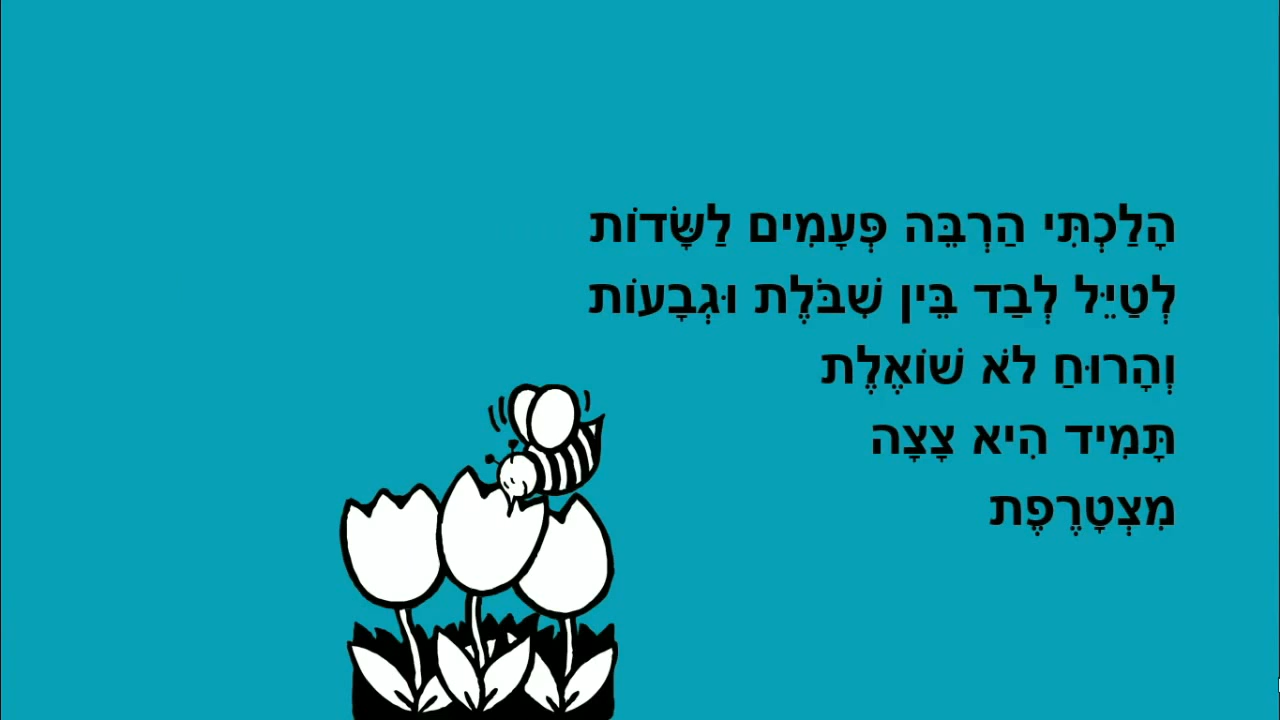 הָלַכְתִּי הַרְבֵּה פְּעָמִים לַשָּׂדוֹת
לְטַיֵּל לְבַד בֵּין שִׁבֹּלֶת וּגְבָעוֹת
וְהָרוּחַ לֹא שׁוֹאֶלֶת
תָּמִיד הִיא צָצָה
מִצְטָרֶפֶת